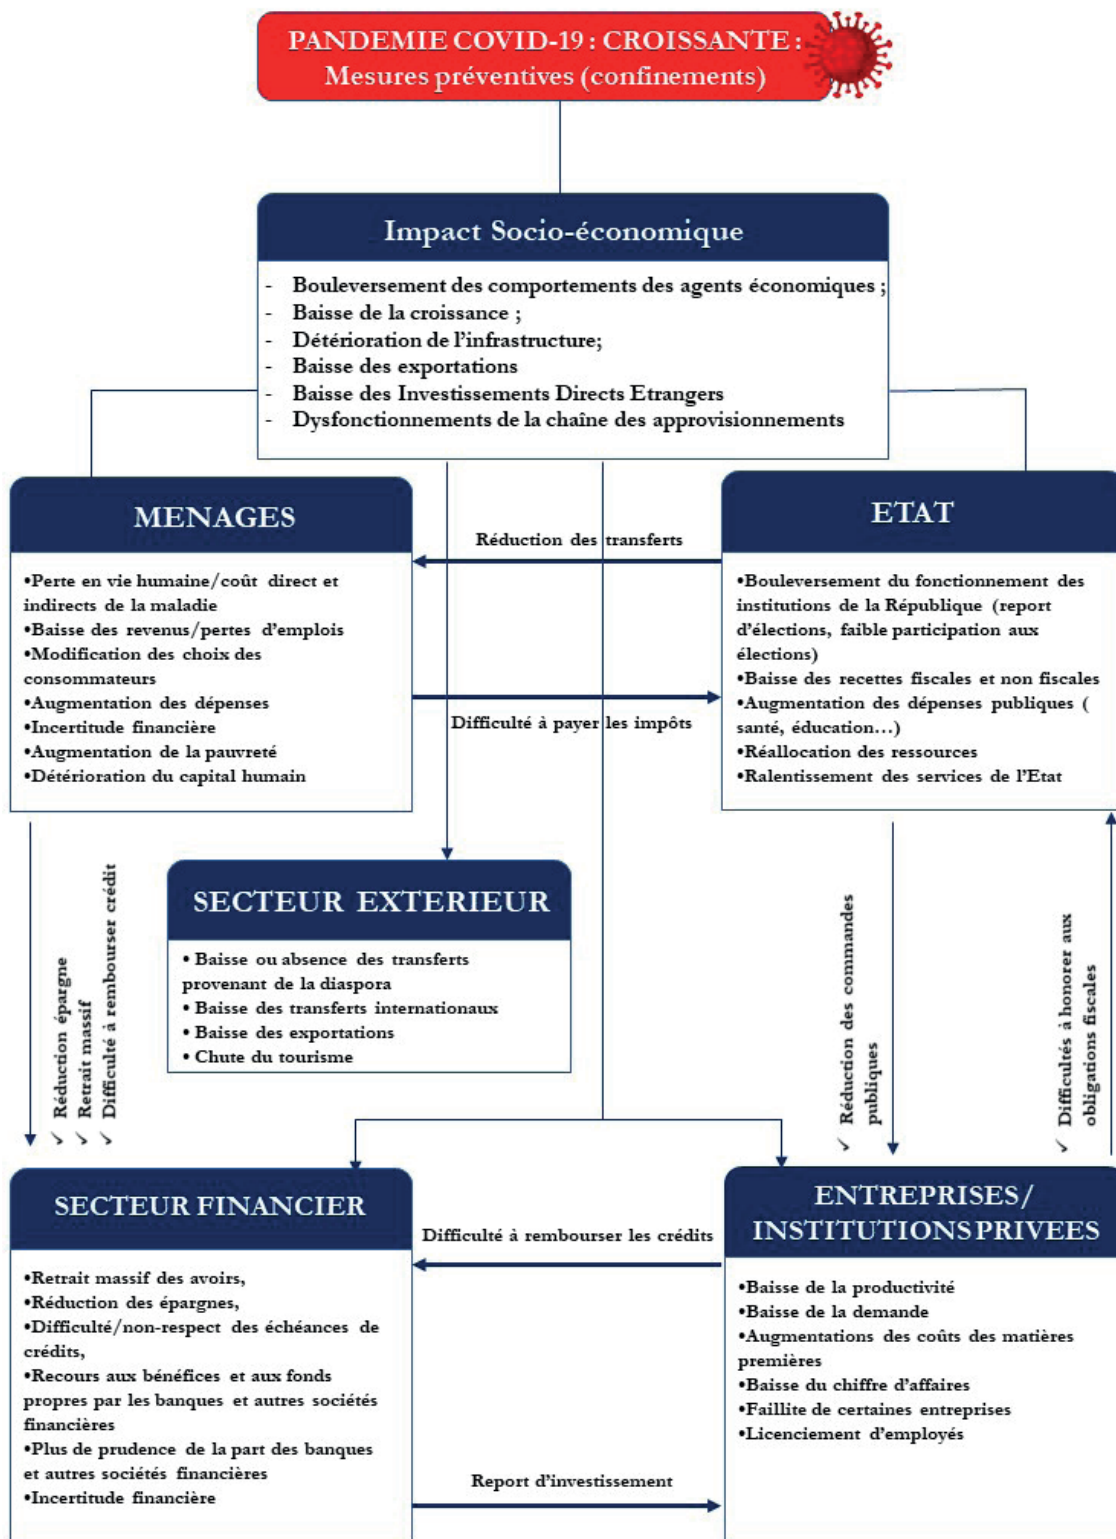 PANDEMIE COVID-19 : CROISSANTE :
Mesures préventives (confinements)
Impact Socio-économique
- Bouleversement des comportements des agents économiques ;
- Baisse de la croissance ;
- Détérioration de l'infrastructure;
- Baisse des exportations
- Baisse des Investissements Directs Etrangers
- Dysfonctionnements de la chaîne des approvisionnements
MENAGES
•Perte en vie humaine/coût direct et
indirects de la maladie
•Baisse des revenus/pertes d'emplois
•Modification des choix des
consommateurs
•Augmentation des dépenses
•Incertitude financière
•Augmentation de la pauvreté
•Détérioration du capital humain
Réduction des transferts
Difficulté à payer les impôts
ETAT
•Bouleversement du fonctionnement des
institutions de la République (report
d'élections, faible participation aux
élections)
•Baisse des recettes fiscales et non fiscales
•Augmentation des dépenses publiques (
santé, éducation…)
•Réallocation des ressources
•Ralentissement des services de l'Etat
✓ Réduction épargne
✓ Retrait massif
✓ Difficulté à rembourser crédit
SECTEUR EXTERIEUR
• Baisse ou absence des transferts
provenant de la diaspora
• Baisse des transferts internationaux
• Baisse des exportations
• Chute du tourisme
✓ Réduction des commandes
publiques
✓ Difficultés à honorer aux
obligations fiscales
SECTEUR FINANCIER
•Retrait massif des avoirs,
•Réduction des épargnes,
•Difficulté/non-respect des échéances de
crédits,
•Recours aux bénéfices et aux fonds
propres par les banques et autres sociétés
financières
•Plus de prudence de la part des banques
et autres sociétés financières
•Incertitude financière
Difficulté à rembourser les crédits
Report d'investissement
ENTREPRISES/
INSTITUTIONS PRIVEES
•Baisse de la productivité
•Baisse de la demande
•Augmentations des coûts des matières
premières
•Baisse du chiffre d'affaires
•Faillite de certaines entreprises
•Licenciement d'employés